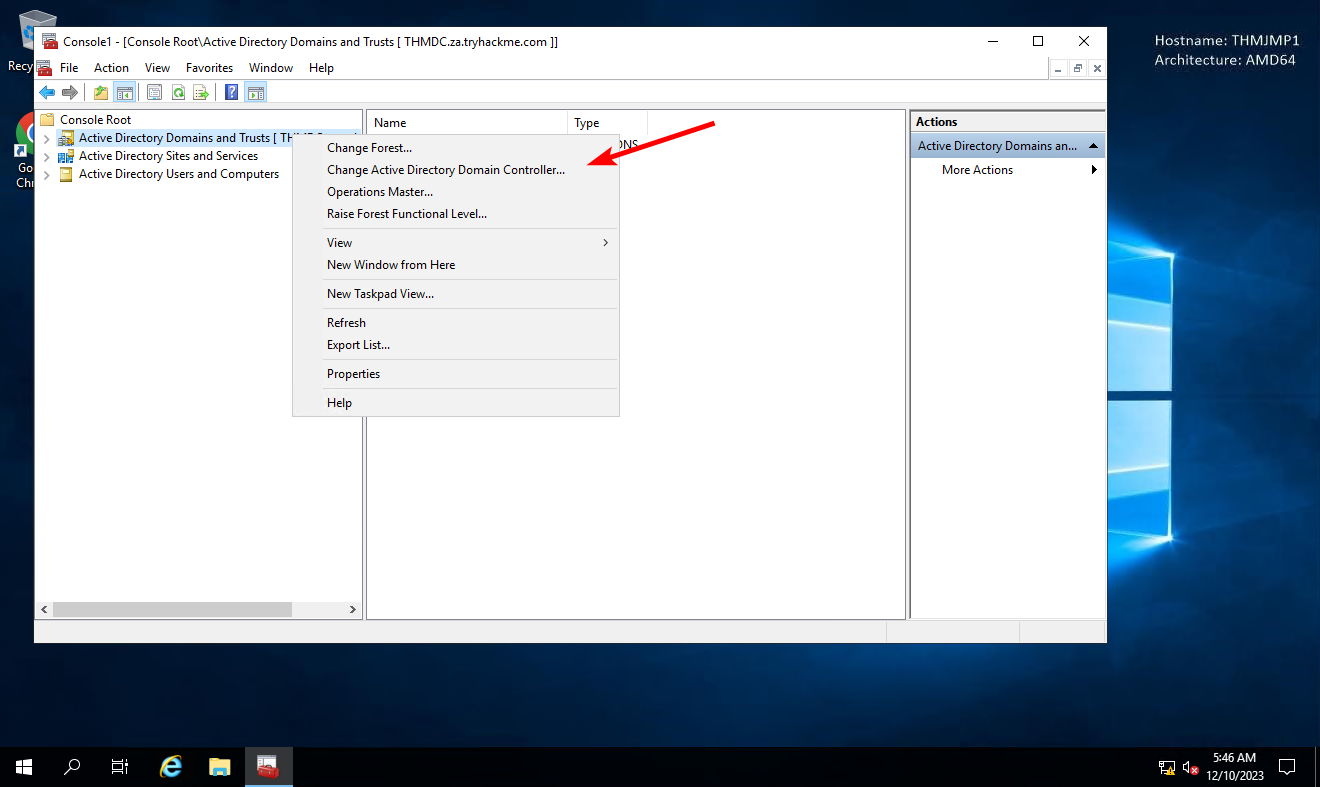 Recy
Console1 - [Console Root\Active Directory Domains and Trusts [ THMDC.za.tryhackme.com ]]
Hostname: THMJMP1
Architecture: AMD64
File Action View Favorites Window Help
Console Root
Active Directory Domains and Trusts [
Active Directory Sites and Services
Active Directory Users and Computers
Go
Chr
Name Type
Change Forest...
Change Active Directory Domain Controller...
Operations Master...
Raise Forest Functional Level...
View
New Window from Here
New Taskpad View...
Refresh
Export List...
Properties
Help
Actions
Active Directory Domains an...
More Actions
5:46 AM
12/10/2023